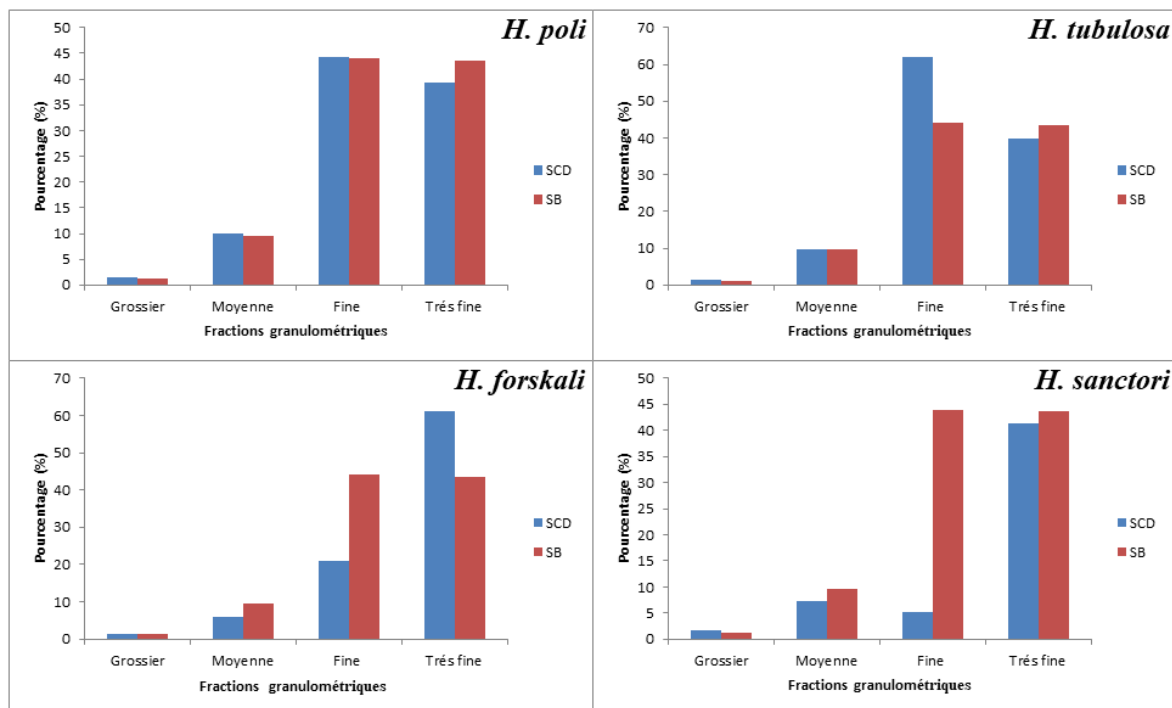 H. poli
50
45
40
35
30
25
20
15
10
5
0
Pourcentage (%)
Grossier Moyenne Fine Trés fine
Fractions granulométriques
SCD
SB
H. tubulosa
70
60
50
40
30
20
10
0
Pourcentage (%)
Grossier Moyenne Fine Trés fine
Fractions granulométriques
SCD
SB
H. forskali
70
60
50
40
30
20
10
0
Pourcentage (%)
Grossier Moyenne Fine Trés fine
Fractions granulométriques
SCD
SB
H. sanctori
50
45
40
35
30
25
20
15
10
5
0
Pourcentage (%)
Grossier Moyenne Fine Trés fine
Fractions granulométriques
SCD
SB